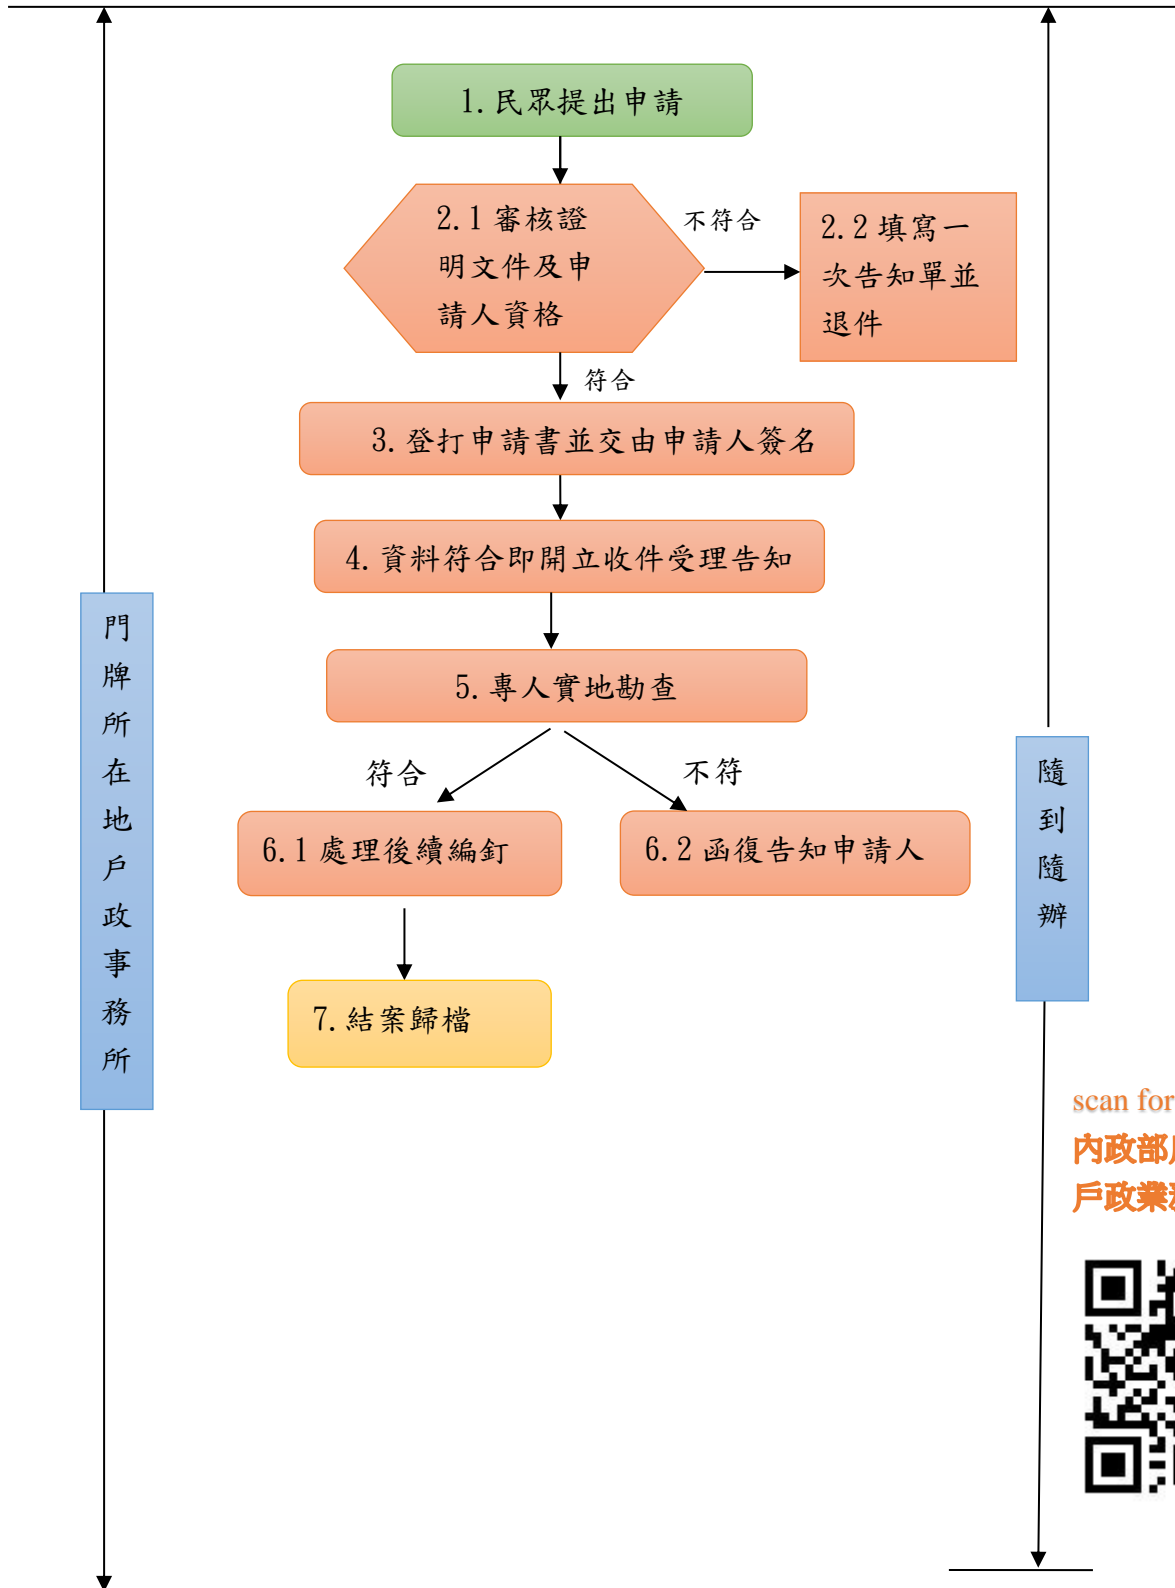 1.民眾提出申請
2.1 審核證
明文件及申
請人資格
不符合
2.2 填寫一
次告知單並
退件
符合
3.登打申請書並交由申請人簽名
4.資料符合即開立收件受理告知
5.專人實地勘查
符合
不符
6.1 處理後續編釘
6.2 函復告知申請人
7.結案歸檔
門牌所在地戶政事務所
隨到隨辦
scan for
內政部
戶政業